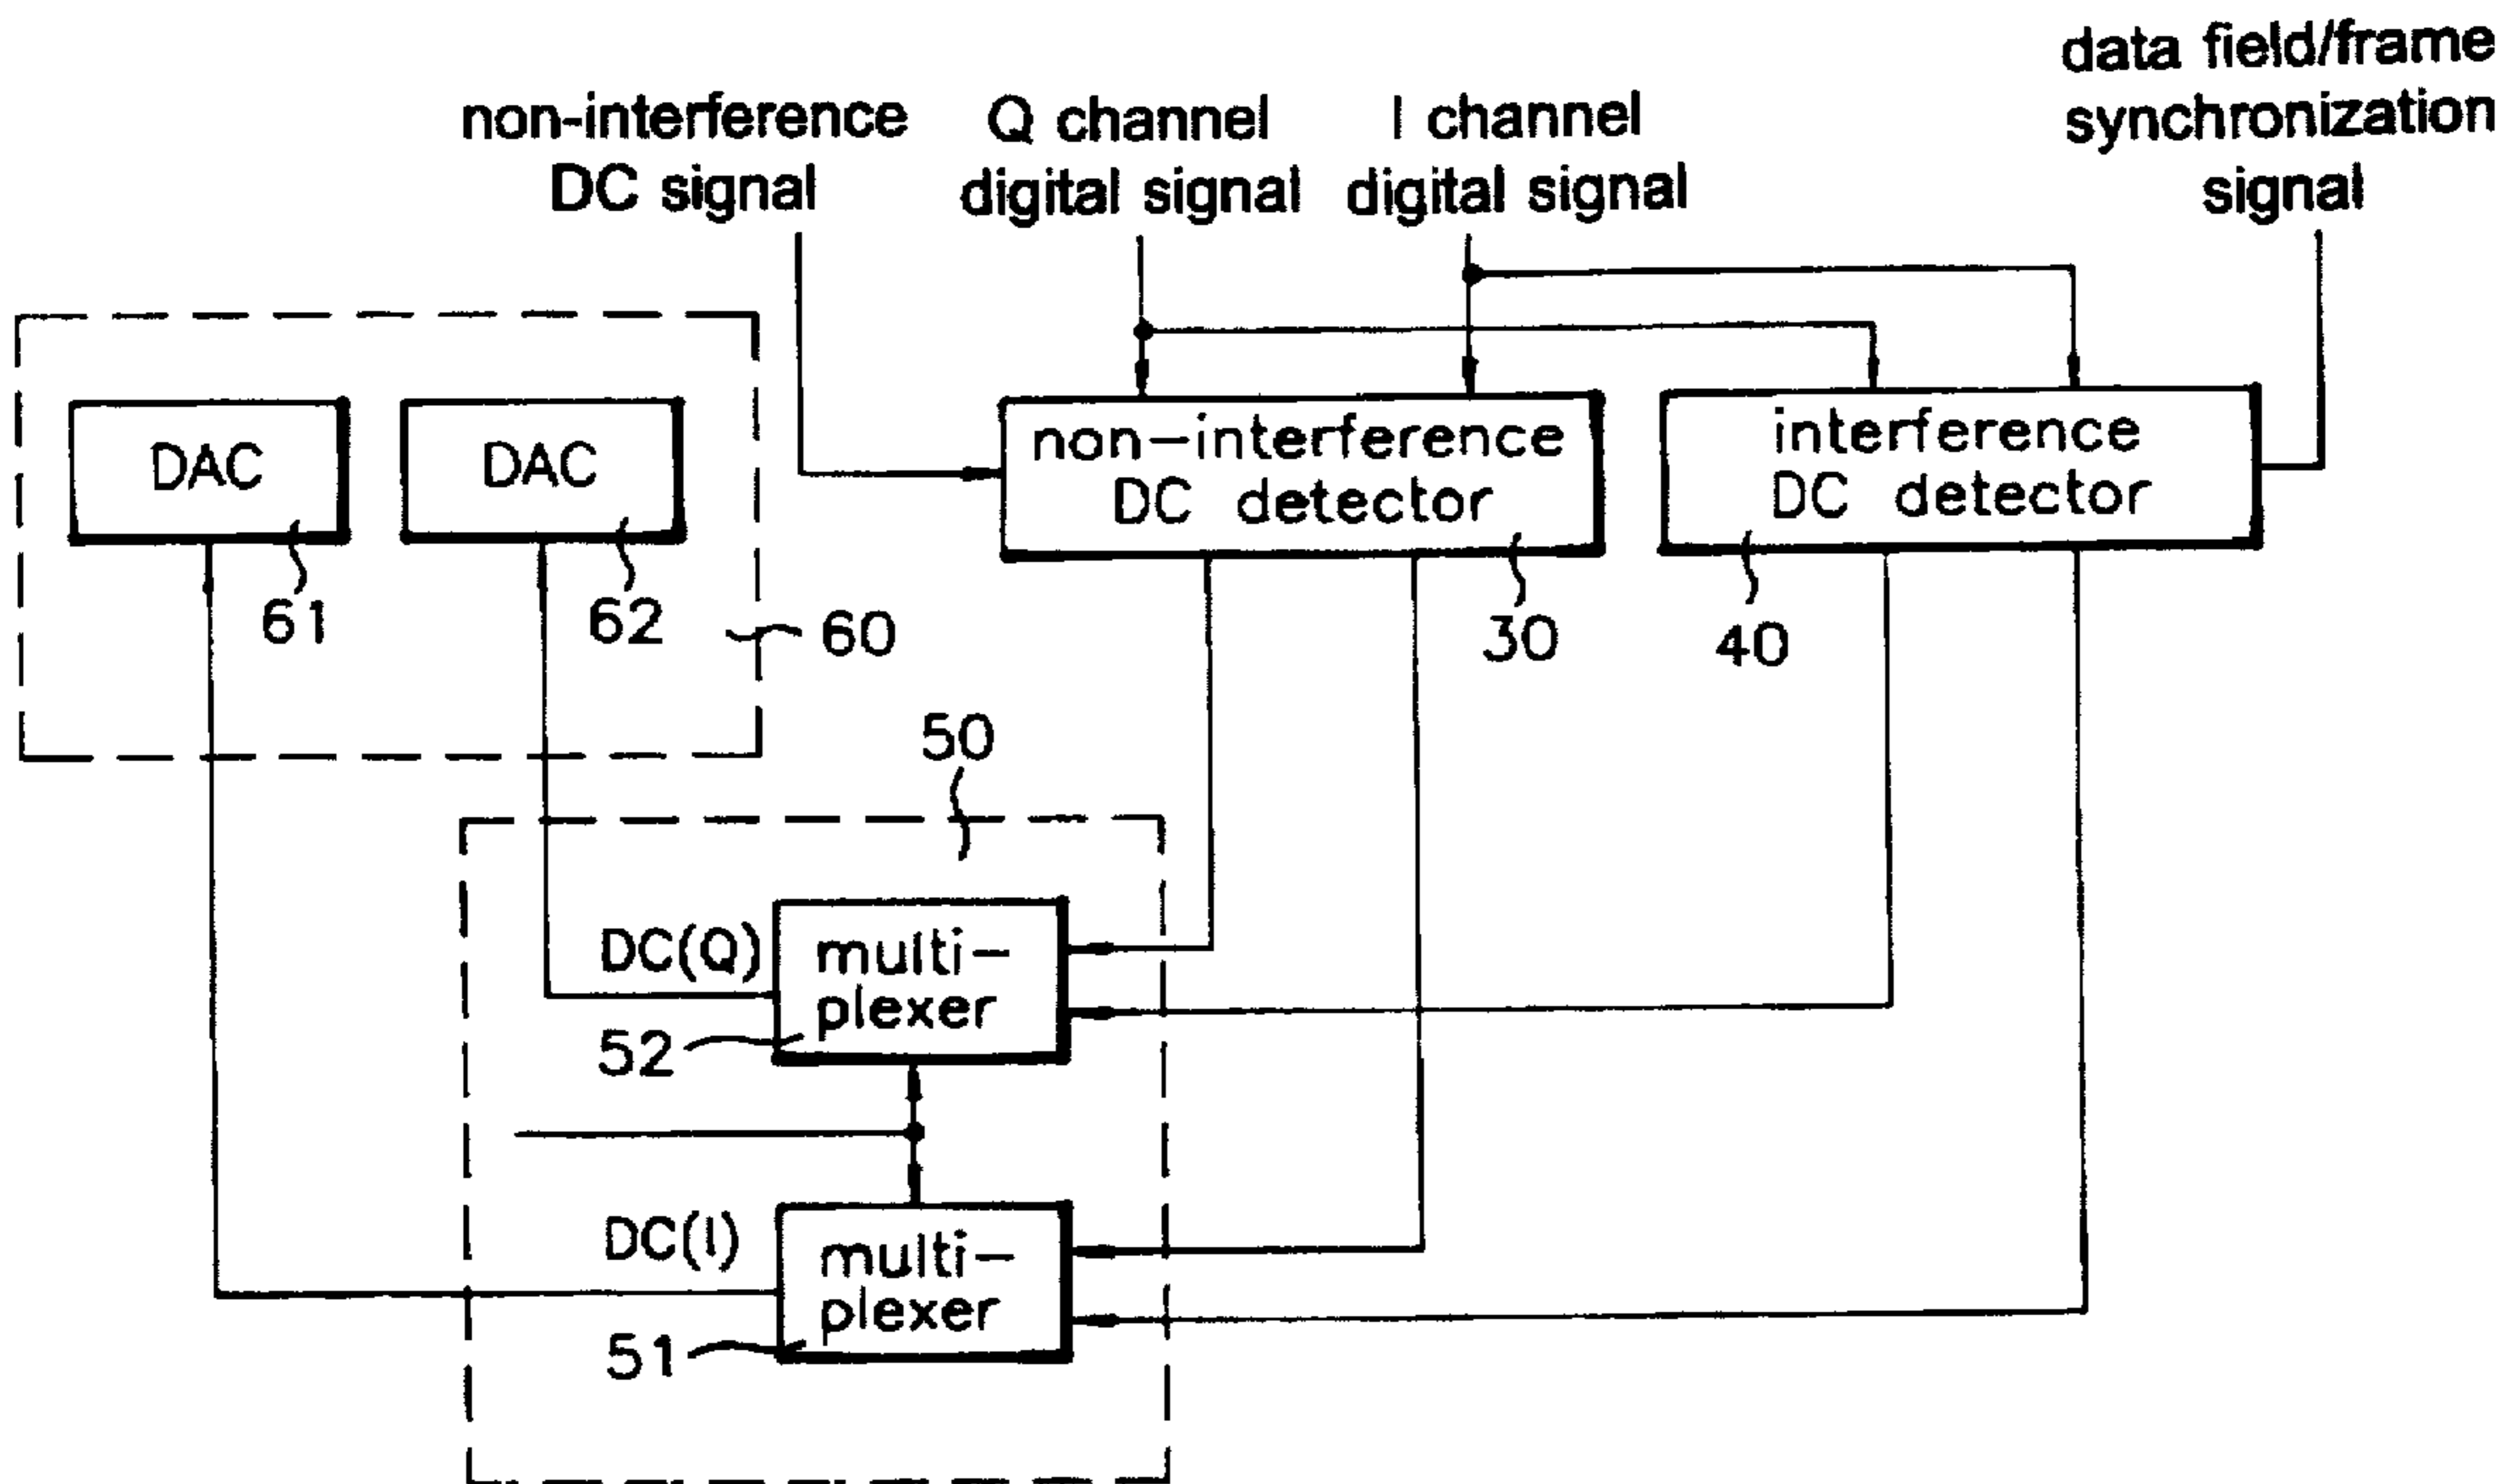 data field/frame
synchronization
signal
non-interference
DC signal
Q channel
digital signal
I channel
digital signal
DAC
DAC
non-interference
DC detector
interference
DC detector
61
62
60
30
40
50
DC(Q)
multi-
plexer
52
DC(I)
multi-
plexer
51